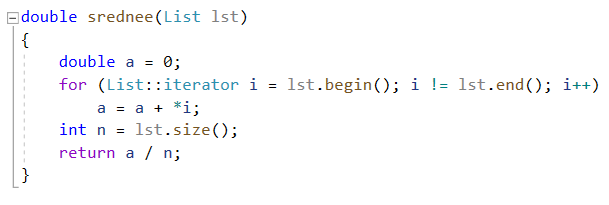 double srednee(List lst)
{
    double a = 0;
    for (List::iterator i = lst.begin(); i != lst.end(); i++)
        a = a + *i;
    int n = lst.size();
    return a / n;
}